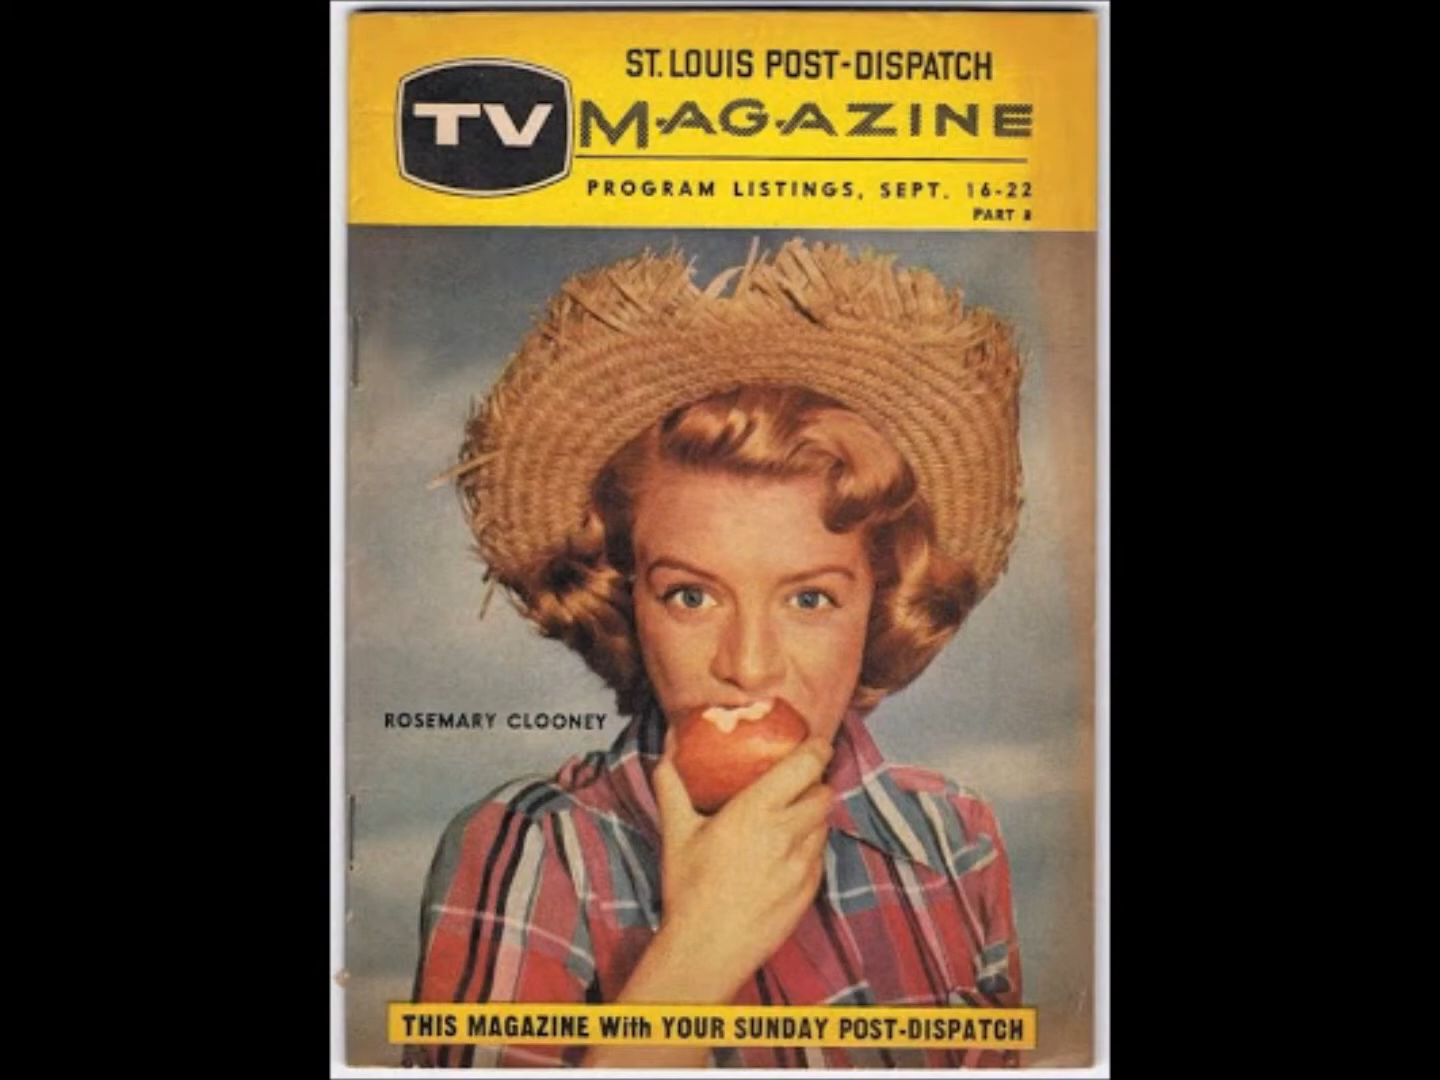 ST. LOUIS POST-DISPATCH
TV MAGAZINE
PROGRAM LISTINGS, SEPT. 16-22
PART
ROSEMARY CLOONEY
THIS MAGAZINE With YOUR SUNDAY POST-DISPATCH